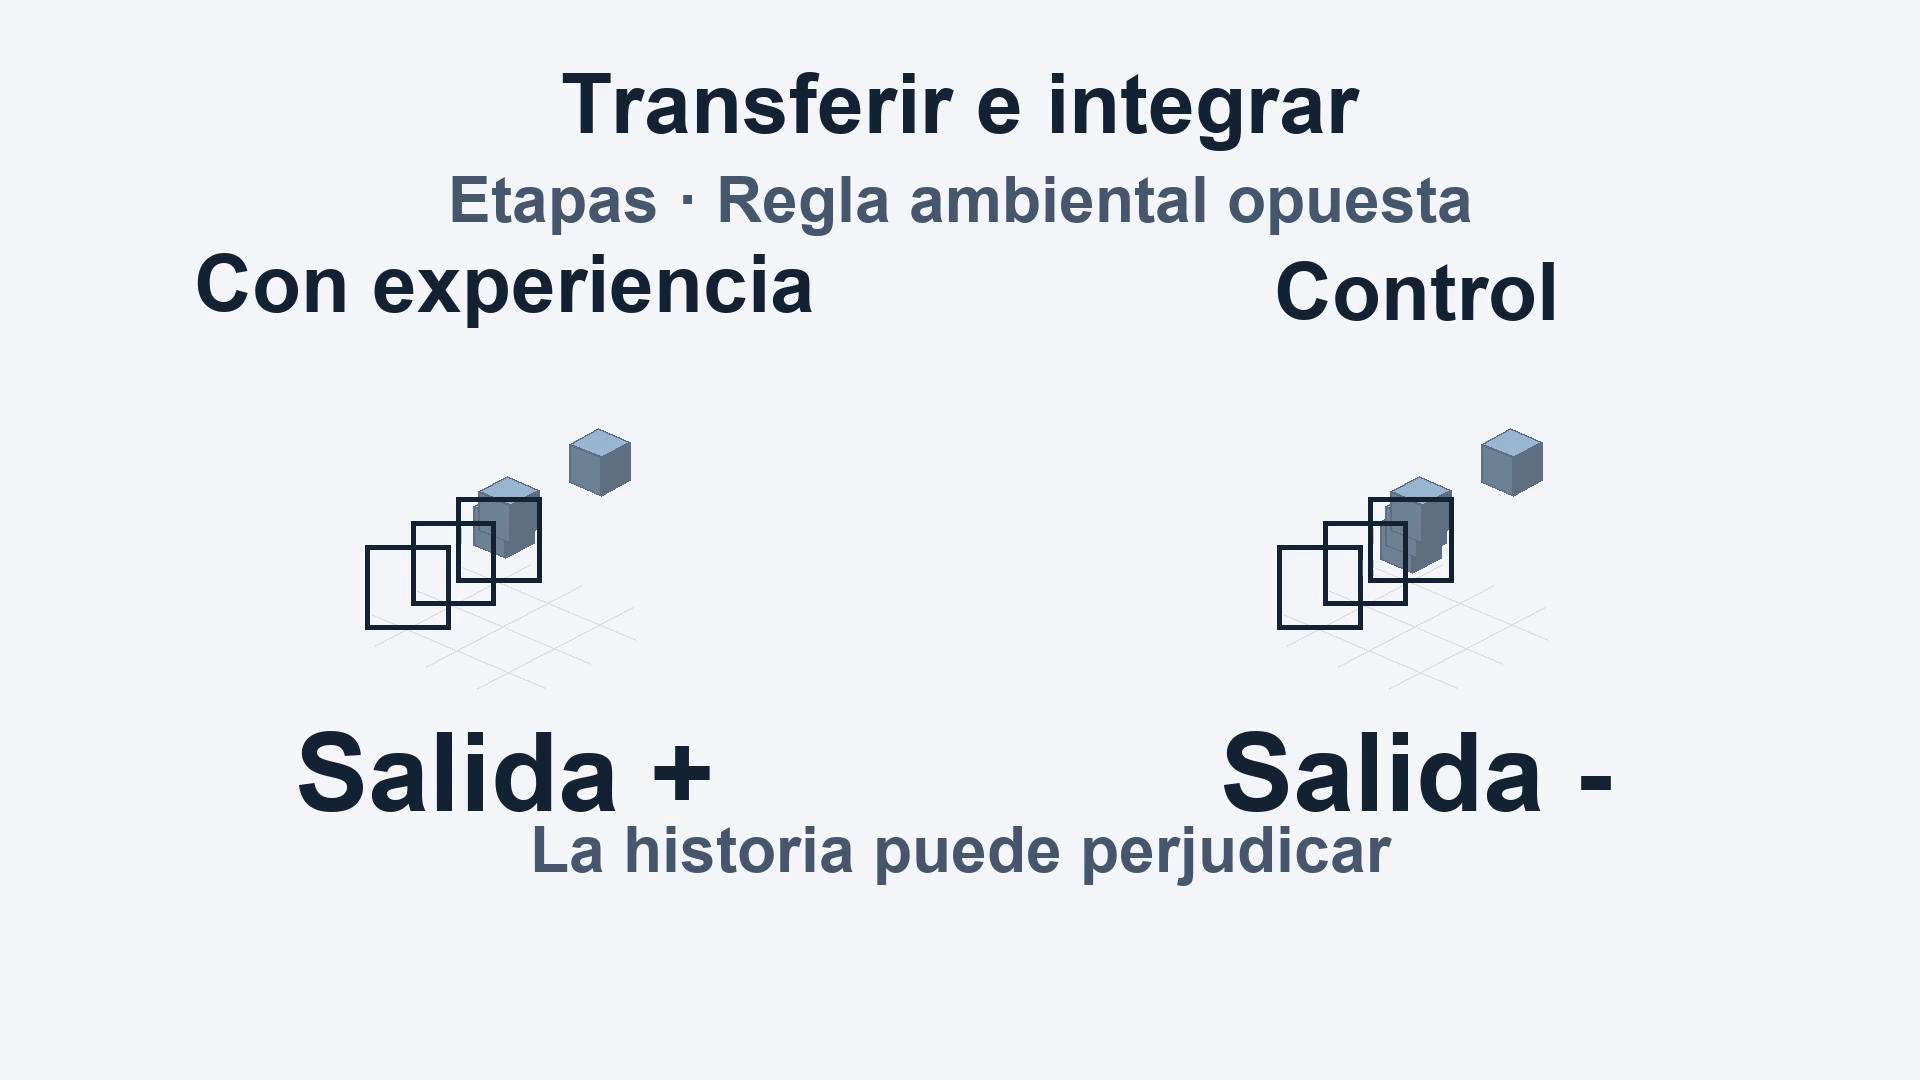 Transferir e integrar
Etapas · Regla ambiental opuesta
Con experiencia
Control
Salida +
Salida -
La historia puede perjudicar